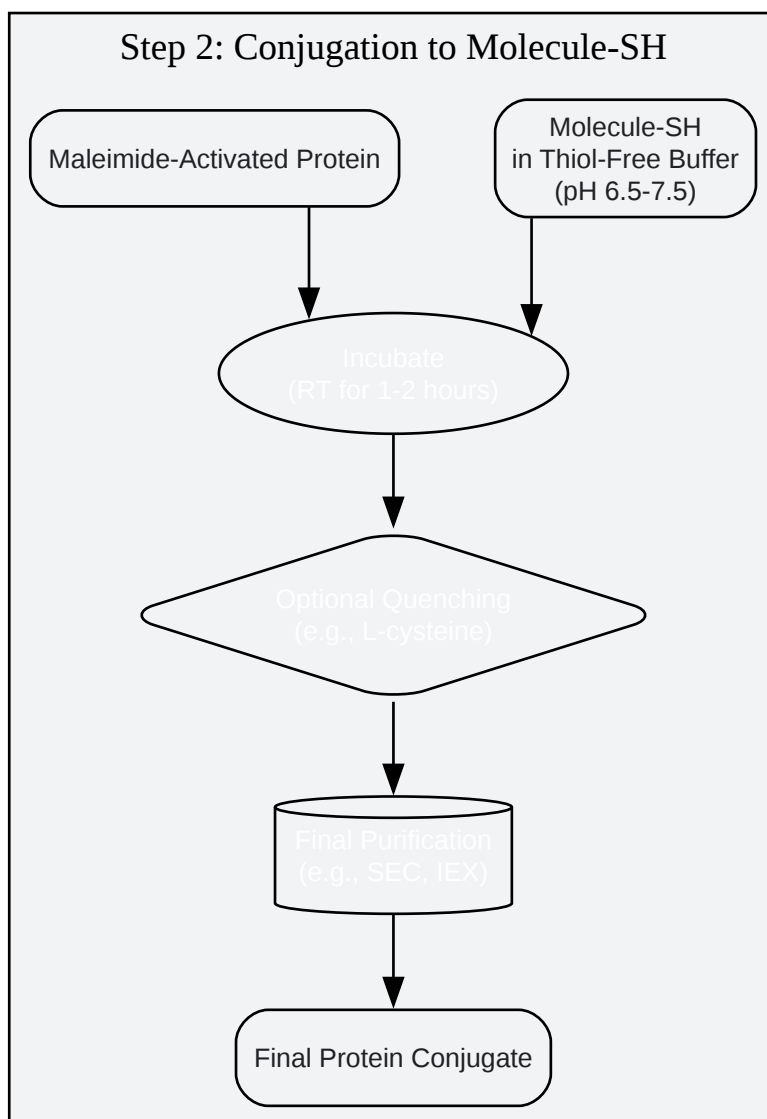 Step 2: Conjugation to Molecule-SH
Maleimide-Activated Protein
Molecule-SH
in Thiol-Free Buffer
(pH 6.5-7.5)
Incubate
(RT for 1-2 hours)
Optional Quenching
(e.g., L-cysteine)
Final Purification
(e.g., SEC, IEX)
Final Protein Conjugate